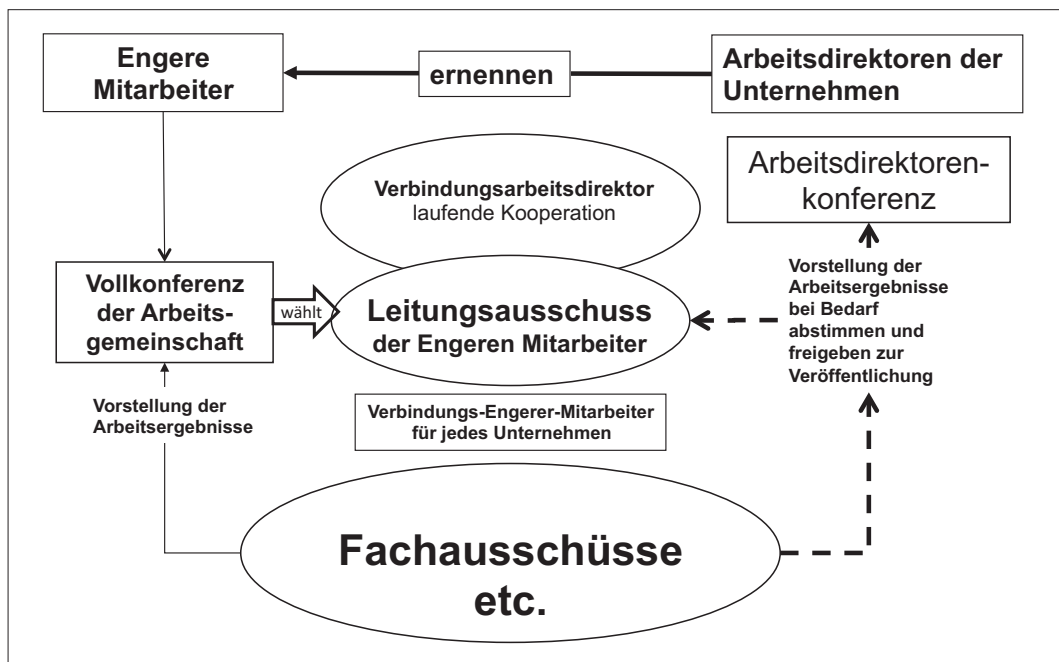 Engere
Mitarbeiter
ernennen
Arbeitsdirektoren der
Unternehmen
Verbindungsarbeitsdirektor
laufende Kooperation
Arbeitsdirektoren-
konferenz
Vollkonferenz
der Arbeits-
gemeinschaft
wählt
Leitungsausschuss
der Engeren Mitarbeiter
Vorstellung der
Arbeitsergebnisse
bei Bedarf
abstimmen und
freigeben zur
Veröffentlichung
Vorstellung der
Arbeitsergebnisse
Verbindungs-Engerer-Mitarbeiter
für jedes Unternehmen
Fachausschüsse
etc.